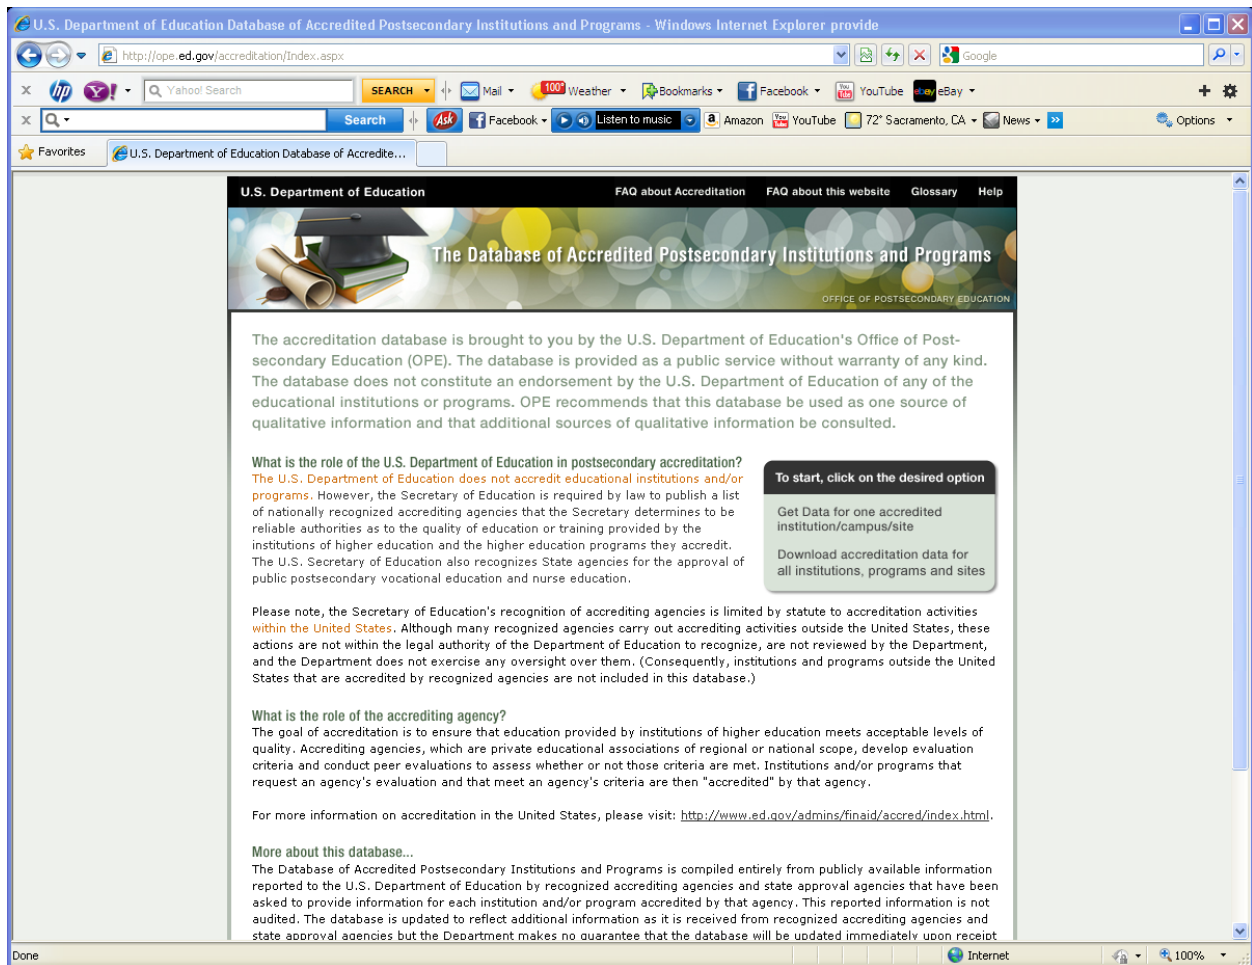 U.S. Department of Education Database of Accredited Postsecondary Institutions and Programs - Windows Internet Explorer provide
http://ope.ed.gov/accreditation/Index.aspx
Google
X hp Y! Yahoo! Search SEARCH Mail 100° Weather Bookmarks Facebook YouTube ebay eBay
X Search Ask Facebook Listen to music a Amazon YouTube 72° Sacramento, CA News Options
Favorites U.S. Department of Education Database of Accredite...
U.S. Department of Education FAQ about Accreditation FAQ about this website Glossary Help
The Database of Accredited Postsecondary Institutions and Programs
OFFICE OF POSTSECONDARY EDUCATION
The accreditation database is brought to you by the U.S. Department of Education's Office of Post-
secondary Education (OPE). The database is provided as a public service without warranty of any kind.
The database does not constitute an endorsement by the U.S. Department of Education of any of the
educational institutions or programs. OPE recommends that this database be used as one source of
qualitative information and that additional sources of qualitative information be consulted.
What is the role of the U.S. Department of Education in postsecondary accreditation?
The U.S. Department of Education does not accredit educational institutions and/or
programs. However, the Secretary of Education is required by law to publish a list
of nationally recognized accrediting agencies that the Secretary determines to be
reliable authorities as to the quality of education or training provided by the
institutions of higher education and the higher education programs they accredit.
The U.S. Secretary of Education also recognizes State agencies for the approval of
public postsecondary vocational education and nurse education.
To start, click on the desired option
Get Data for one accredited
institution/campus/site
Download accreditation data for
all institutions, programs and sites
Please note, the Secretary of Education's recognition of accrediting agencies is limited by statute to accreditation activities
within the United States. Although many recognized agencies carry out accrediting activities outside the United States, these
actions are not within the legal authority of the Department of Education to recognize, are not reviewed by the Department,
and the Department does not exercise any oversight over them. (Consequently, institutions and programs outside the United
States that are accredited by recognized agencies are not included in this database.)
What is the role of the accrediting agency?
The goal of accreditation is to ensure that education provided by institutions of higher education meets acceptable levels of
quality. Accrediting agencies, which are private educational associations of regional or national scope, develop evaluation
criteria and conduct peer evaluations to assess whether or not those criteria are met. Institutions and/or programs that
request an agency's evaluation and that meet an agency's criteria are then "accredited" by that agency.
For more information on accreditation in the United States, please visit: http://www.ed.gov/admins/finaid/accred/index.html.
More about this database...
The Database of Accredited Postsecondary Institutions and Programs is compiled entirely from publicly available information
reported to the U.S. Department of Education by recognized accrediting agencies and state approval agencies that have been
asked to provide information for each institution and/or program accredited by that agency. This reported information is not
audited. The database is updated to reflect additional information as it is received from recognized accrediting agencies and
state approval agencies but the Department makes no guarantee that the database will be updated immediately upon receipt
Done Internet 100%